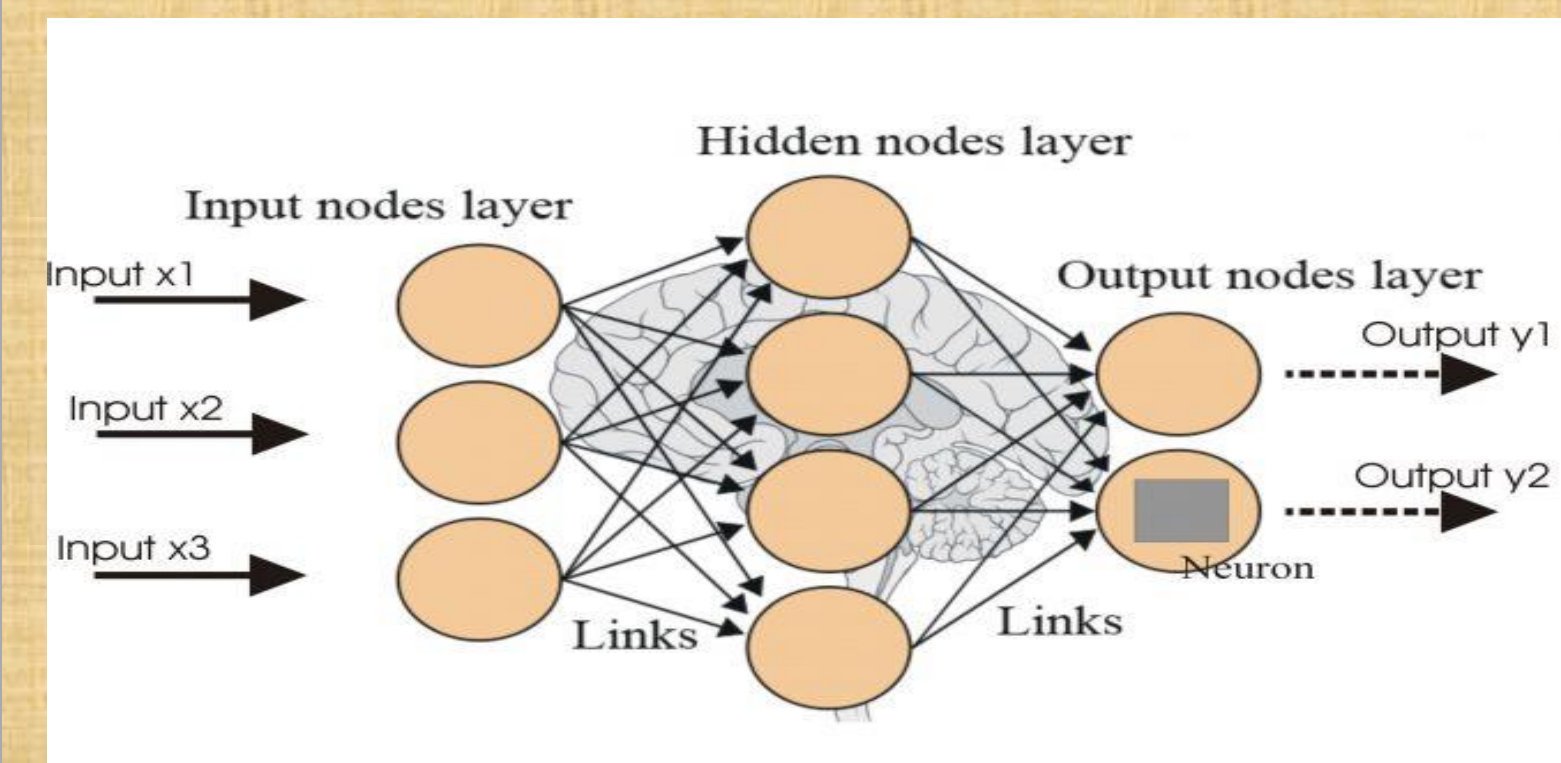 Hidden nodes layer
Input nodes layer
Input x1
Output nodes layer
Output y1
Input x2
Output y2
Input x3
Neuron
Links
Links